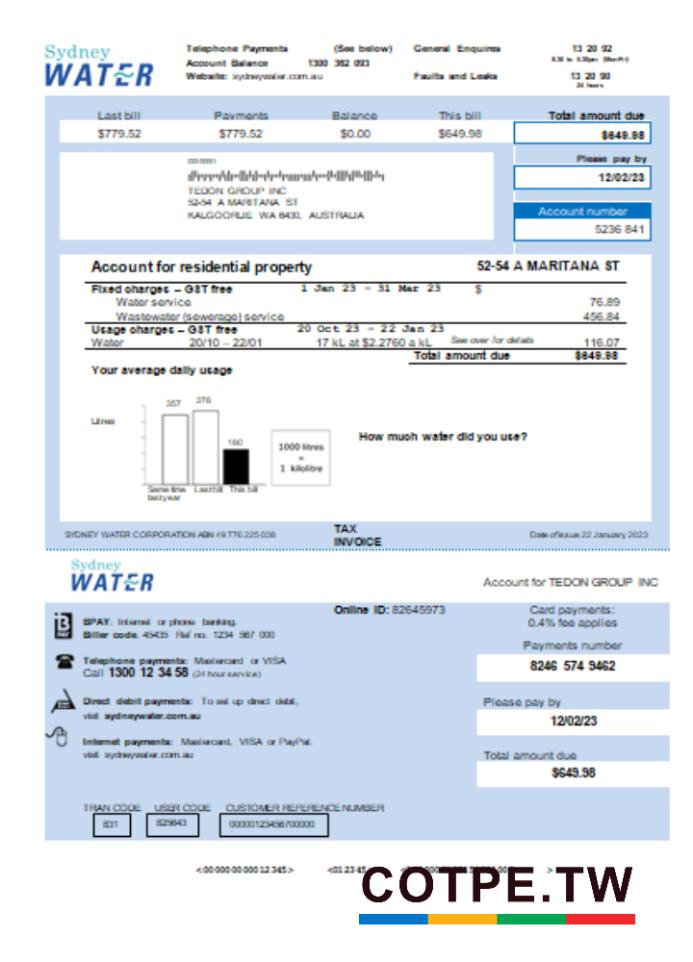 Sydney
WATER
Telephone Payments (See below) General Enquires 13 20 92
Account Balance 1300 362 093 8.30 to 5.30pm (Mon-Fri)
Website: sydneywater.com.au Faults and Leaks 13 20 90
24 hours
Last bill Payments Balance This bill Total amount due
$779.52 $779.52 $0.00 $649.98 $649.98
Please pay by
12/02/23
TEDON GROUP INC
52-54 A MARITANA ST
KALGOORLIE, WA 6430, AUSTRALIA
Account number
5236 841
Account for residential property 52-54 A MARITANA ST
Fixed charges – GST free 1 Jan 23 – 31 Mar 23 $
Water service 76.89
Wastewater (sewerage) service 456.84
Usage charges – GST free 20 Oct 23 – 22 Jan 23
Water 20/10 – 22/01 17 kL at $2.2760 a kL See over for details 116.07
Total amount due $649.98
Your average daily usage
357 378
Litres
180
1000 litres
=
1 kilolitre
How much water did you use?
Same time last year Last bill This bill
SYDNEY WATER CORPORATION ABN 49 776 225 038 TAX INVOICE Date of issue 22 January 2023
Sydney
WATER
Account for TEDON GROUP INC
Online ID: 82645973
Card payments:
0.4% fee applies
BPAY. Internet or phone banking.
Biller code. 45435 Ref no. 1234 567 000
Payments number
8246 574 9462
Telephone payments: Mastercard or VISA
Call 1300 12 34 58 (24 hour service)
Direct debit payments: To set up direct debit,
visit sydneywater.com.au
Please pay by
12/02/23
Internet payments: Mastercard, VISA or PayPal.
visit sydneywater.com.au
Total amount due
$649.98
TRAN CODE USER CODE CUSTOMER REFERENCE NUMBER
831 825643 00000123456700000
COTPE.TW